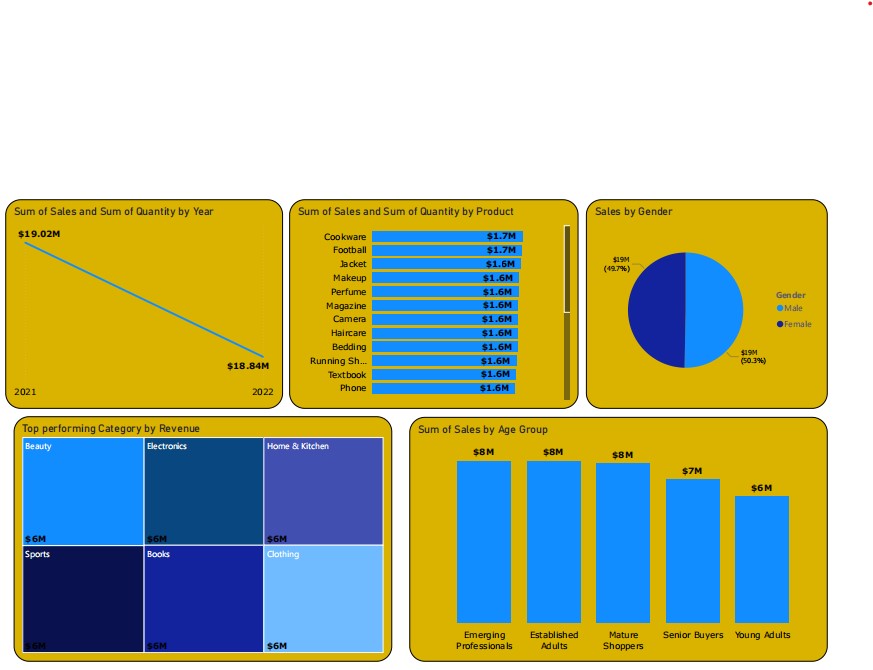 Sum of Sales and Sum of Quantity by Year
$19.02M
$18.84M
2021
2022
Sum of Sales and Sum of Quantity by Product
Cookware $1.7M
Football $1.7M
Jacket $1.6M
Makeup $1.6M
Perfume $1.6M
Magazine $1.6M
Camera $1.6M
Haircare $1.6M
Bedding $1.6M
Running Sh... $1.6M
Textbook $1.6M
Phone $1.6M
Sales by Gender
$19M
(49.7%)
$19M
(50.3%)
Gender
Male
Female
Top performing Category by Revenue
Beauty
$6M
Electronics
$6M
Home & Kitchen
$6M
Sports
$6M
Books
$6M
Clothing
$6M
Sum of Sales by Age Group
$8M
$8M
$8M
$7M
$6M
Emerging
Professionals
Established
Adults
Mature
Shoppers
Senior Buyers
Young Adults